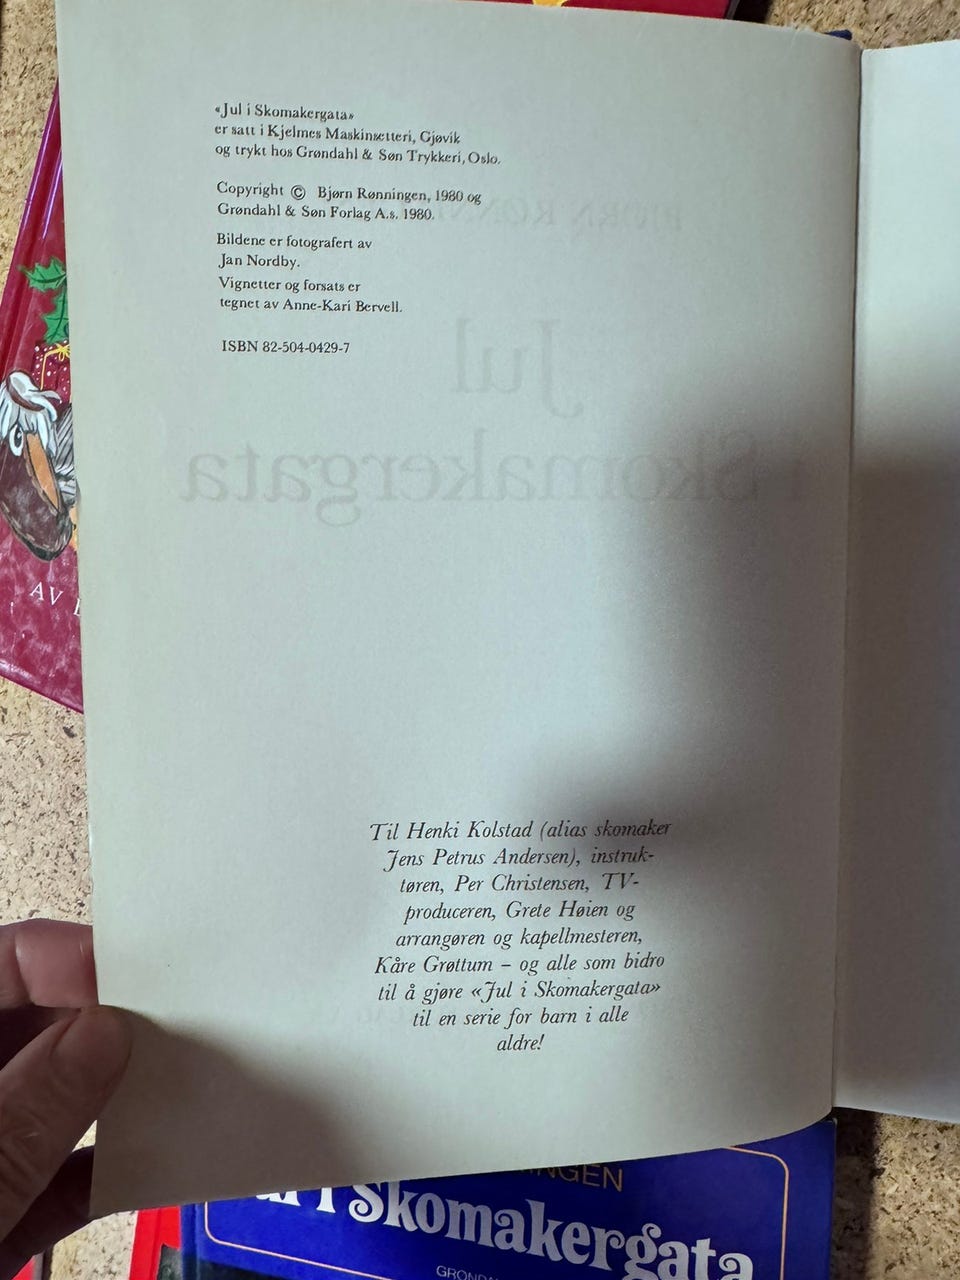 «Jul i Skomakergata»
er satt i Kjelmes Maskinsetteri, Gjøvik
og trykt hos Grøndahl & Søn Trykkeri, Oslo.
Copyright © Bjørn Rønningen, 1980 og
Grøndahl & Søn Forlag A.s. 1980.
Bildene er fotografert av
Jan Nordby.
Vignetter og forsats er
tegnet av Anne-Kari Bervell.
ISBN 82-504-0429-7
Jul
i Skomakergata
AV
Til Henki Kolstad (alias skomaker
Jens Petrus Andersen), instruk-
tøren, Per Christensen, TV-
produceren, Grete Høien og
arrangøren og kapellmesteren,
Kåre Grøttum – og alle som bidro
til å gjøre «Jul i Skomakergata»
til en serie for barn i alle
aldre!
i Skomakergata